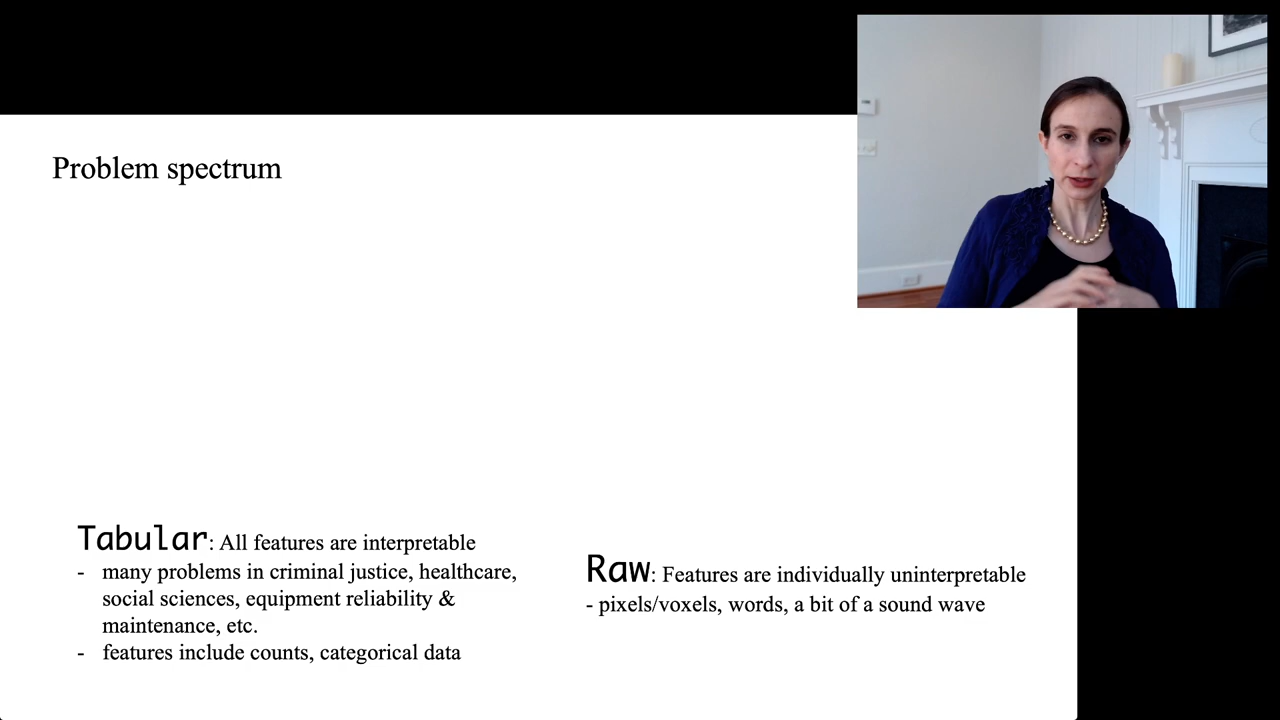 Problem spectrum
Tabular: All features are interpretable
- many problems in criminal justice, healthcare,
social sciences, equipment reliability &
maintenance, etc.
- features include counts, categorical data
Raw: Features are individually uninterpretable
- pixels/voxels, words, a bit of a sound wave